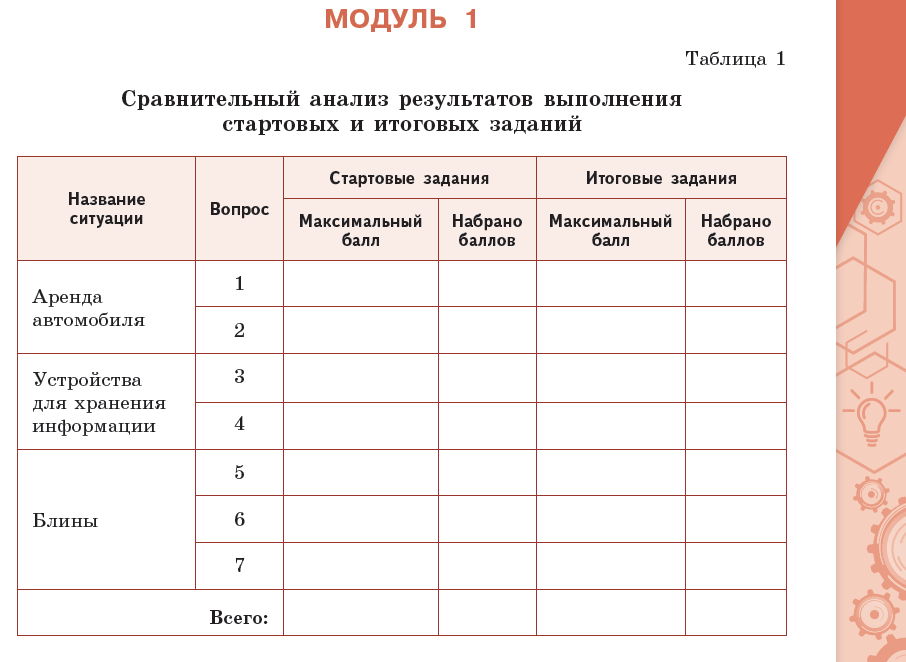 МОДУЛЬ 1
Таблица 1
Сравнительный анализ результатов выполнения
стартовых и итоговых заданий
Название
ситуации
Вопрос
Стартовые задания
Итоговые задания
Максимальный
балл
Набрано
баллов
Максимальный
балл
Набрано
баллов
Аренда
автомобиля
1
2
Устройства
для хранения
информации
3
4
Блины
5
6
7
Всего: